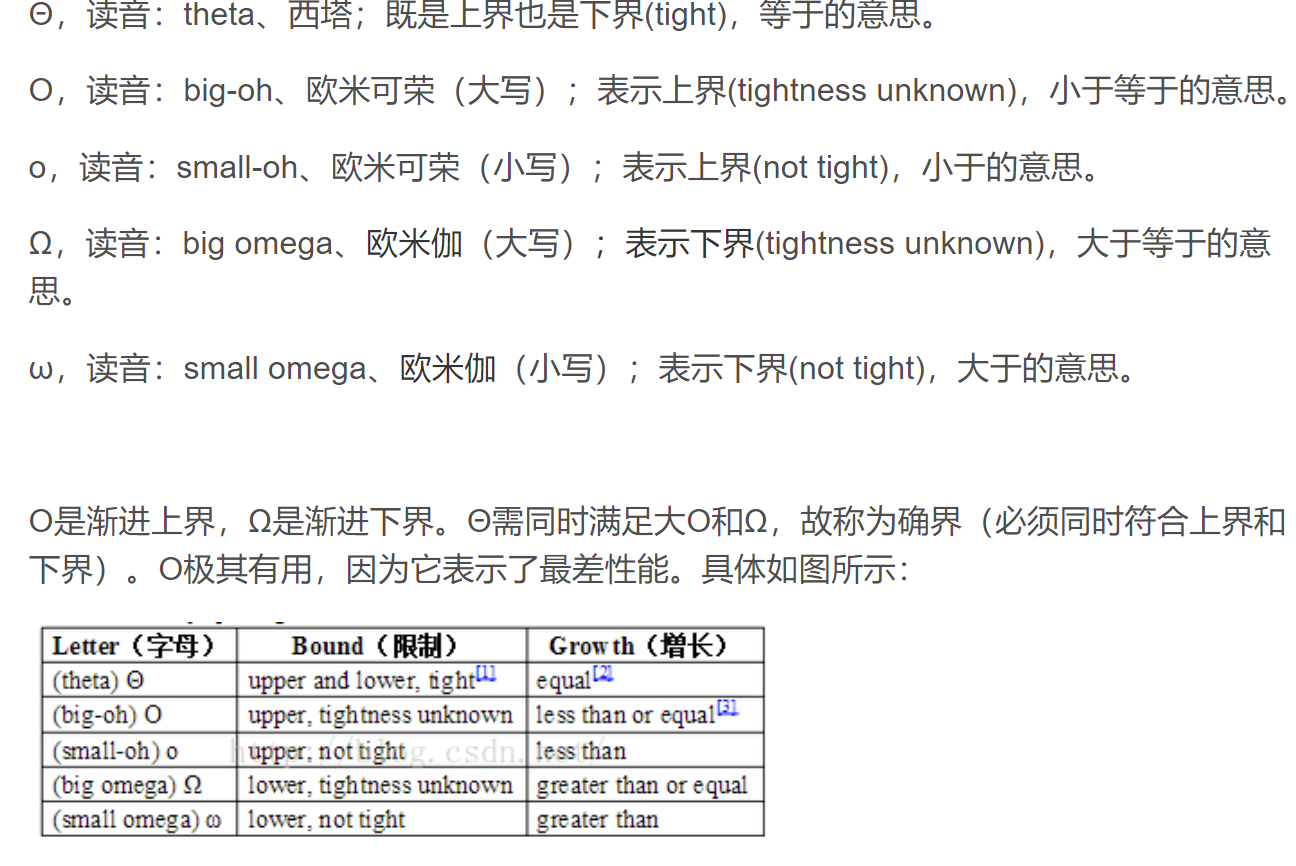 Θ，读音：theta、西塔；既是上界也是下界(tight)，等于的意思。
O，读音：big-oh、欧米可荣（大写）；表示上界(tightness unknown)，小于等于的意思。
o，读音：small-oh、欧米可荣（小写）；表示上界(not tight)，小于的意思。
Ω，读音：big omega、欧米伽（大写）；表示下界(tightness unknown)，大于等于的意
思。
ω，读音：small omega、欧米伽（小写）；表示下界(not tight)，大于的意思。
O是渐进上界，Ω是渐进下界。Θ需同时满足大O和Ω，故称为确界（必须同时符合上界和
下界）。O极其有用，因为它表示了最差性能。具体如图所示：
Letter（字母） Bound（限制） Growth（增长）
(theta) Θ upper and lower, tight[1] equal[2]
(big-oh) O upper, tightness unknown less than or equal[3]
(small-oh) o upper, not tight less than
(big omega) Ω lower, tightness unknown greater than or equal
(small omega) ω lower, not tight greater than
http://blog.csdn.net/